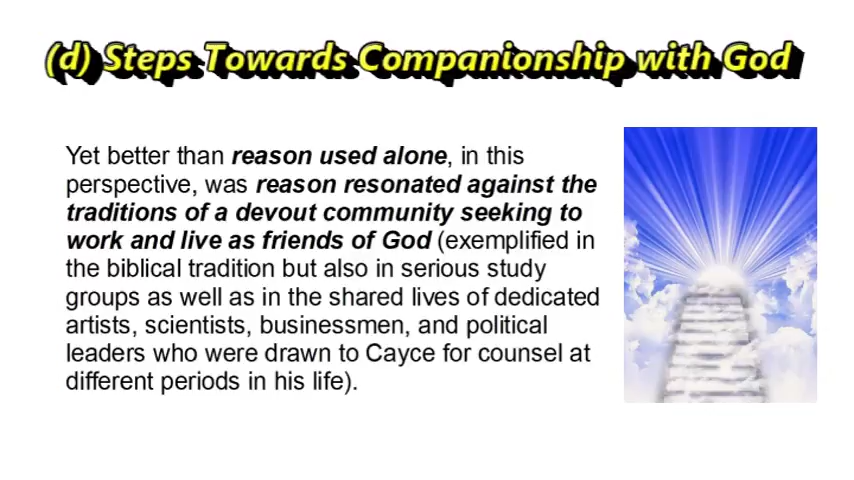 (d) Steps Towards Companionship with God
Yet better than reason used alone, in this
perspective, was reason resonated against the
traditions of a devout community seeking to
work and live as friends of God (exemplified in
the biblical tradition but also in serious study
groups as well as in the shared lives of dedicated
artists, scientists, businessmen, and political
leaders who were drawn to Cayce for counsel at
different periods in his life).